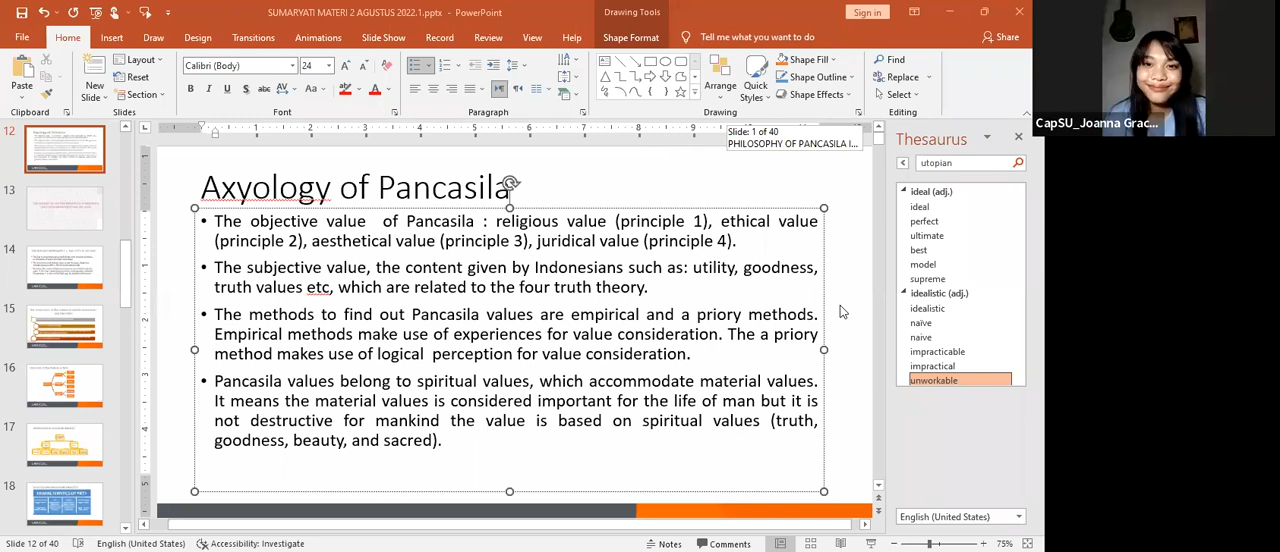 SUMARYATI MATERI 2 AGUSTUS 2022.1.pptx - PowerPoint
Drawing Tools
Sign in
File Home Insert Draw Design Transitions Animations Slide Show Record Review View Help Shape Format Tell me what you want to do Share
Paste
Clipboard
New Slide
Layout
Reset
Section
Slides
Calibri (Body) 24
Font
Paragraph
Arrange
Quick Styles
Shape Fill
Shape Outline
Shape Effects
Drawing
Find
Replace
Select
Editing
12
13
14
15
16
17
18
Slide: 1 of 40
PHILOSOPHY OF PANCASILA I...
Axyology of Pancasila
• The objective value of Pancasila : religious value (principle 1), ethical value
(principle 2), aesthetical value (principle 3), juridical value (principle 4).
• The subjective value, the content given by Indonesians such as: utility, goodness,
truth values etc, which are related to the four truth theory.
• The methods to find out Pancasila values are empirical and a priory methods.
Empirical methods make use of experiences for value consideration. The a priory
method makes use of logical perception for value consideration.
• Pancasila values belong to spiritual values, which accommodate material values.
It means the material values is considered important for the life of man but it is
not destructive for mankind the value is based on spiritual values (truth,
goodness, beauty, and sacred).
Thesaurus
utopian
ideal (adj.)
ideal
perfect
ultimate
best
model
supreme
idealistic (adj.)
idealistic
naïve
naive
impracticable
impractical
unworkable
English (United States)
CapSU_Joanna Grac...
Slide 12 of 40 English (United States) Accessibility: Investigate Notes Comments 75%